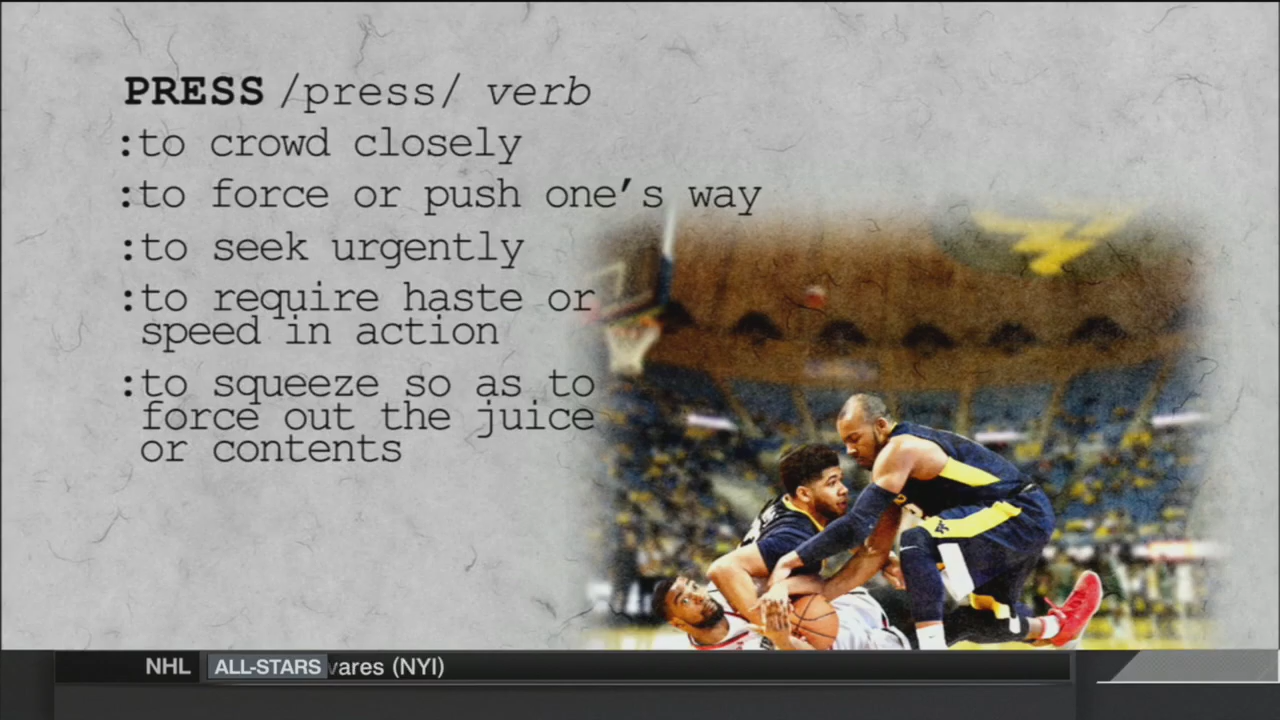 PRESS /press/ verb
:to crowd closely
:to force or push one's way
:to seek urgently
:to require haste or
speed in action
:to squeeze so as to
force out the juice
or contents
NHL ALL-STARS vares (NYI)